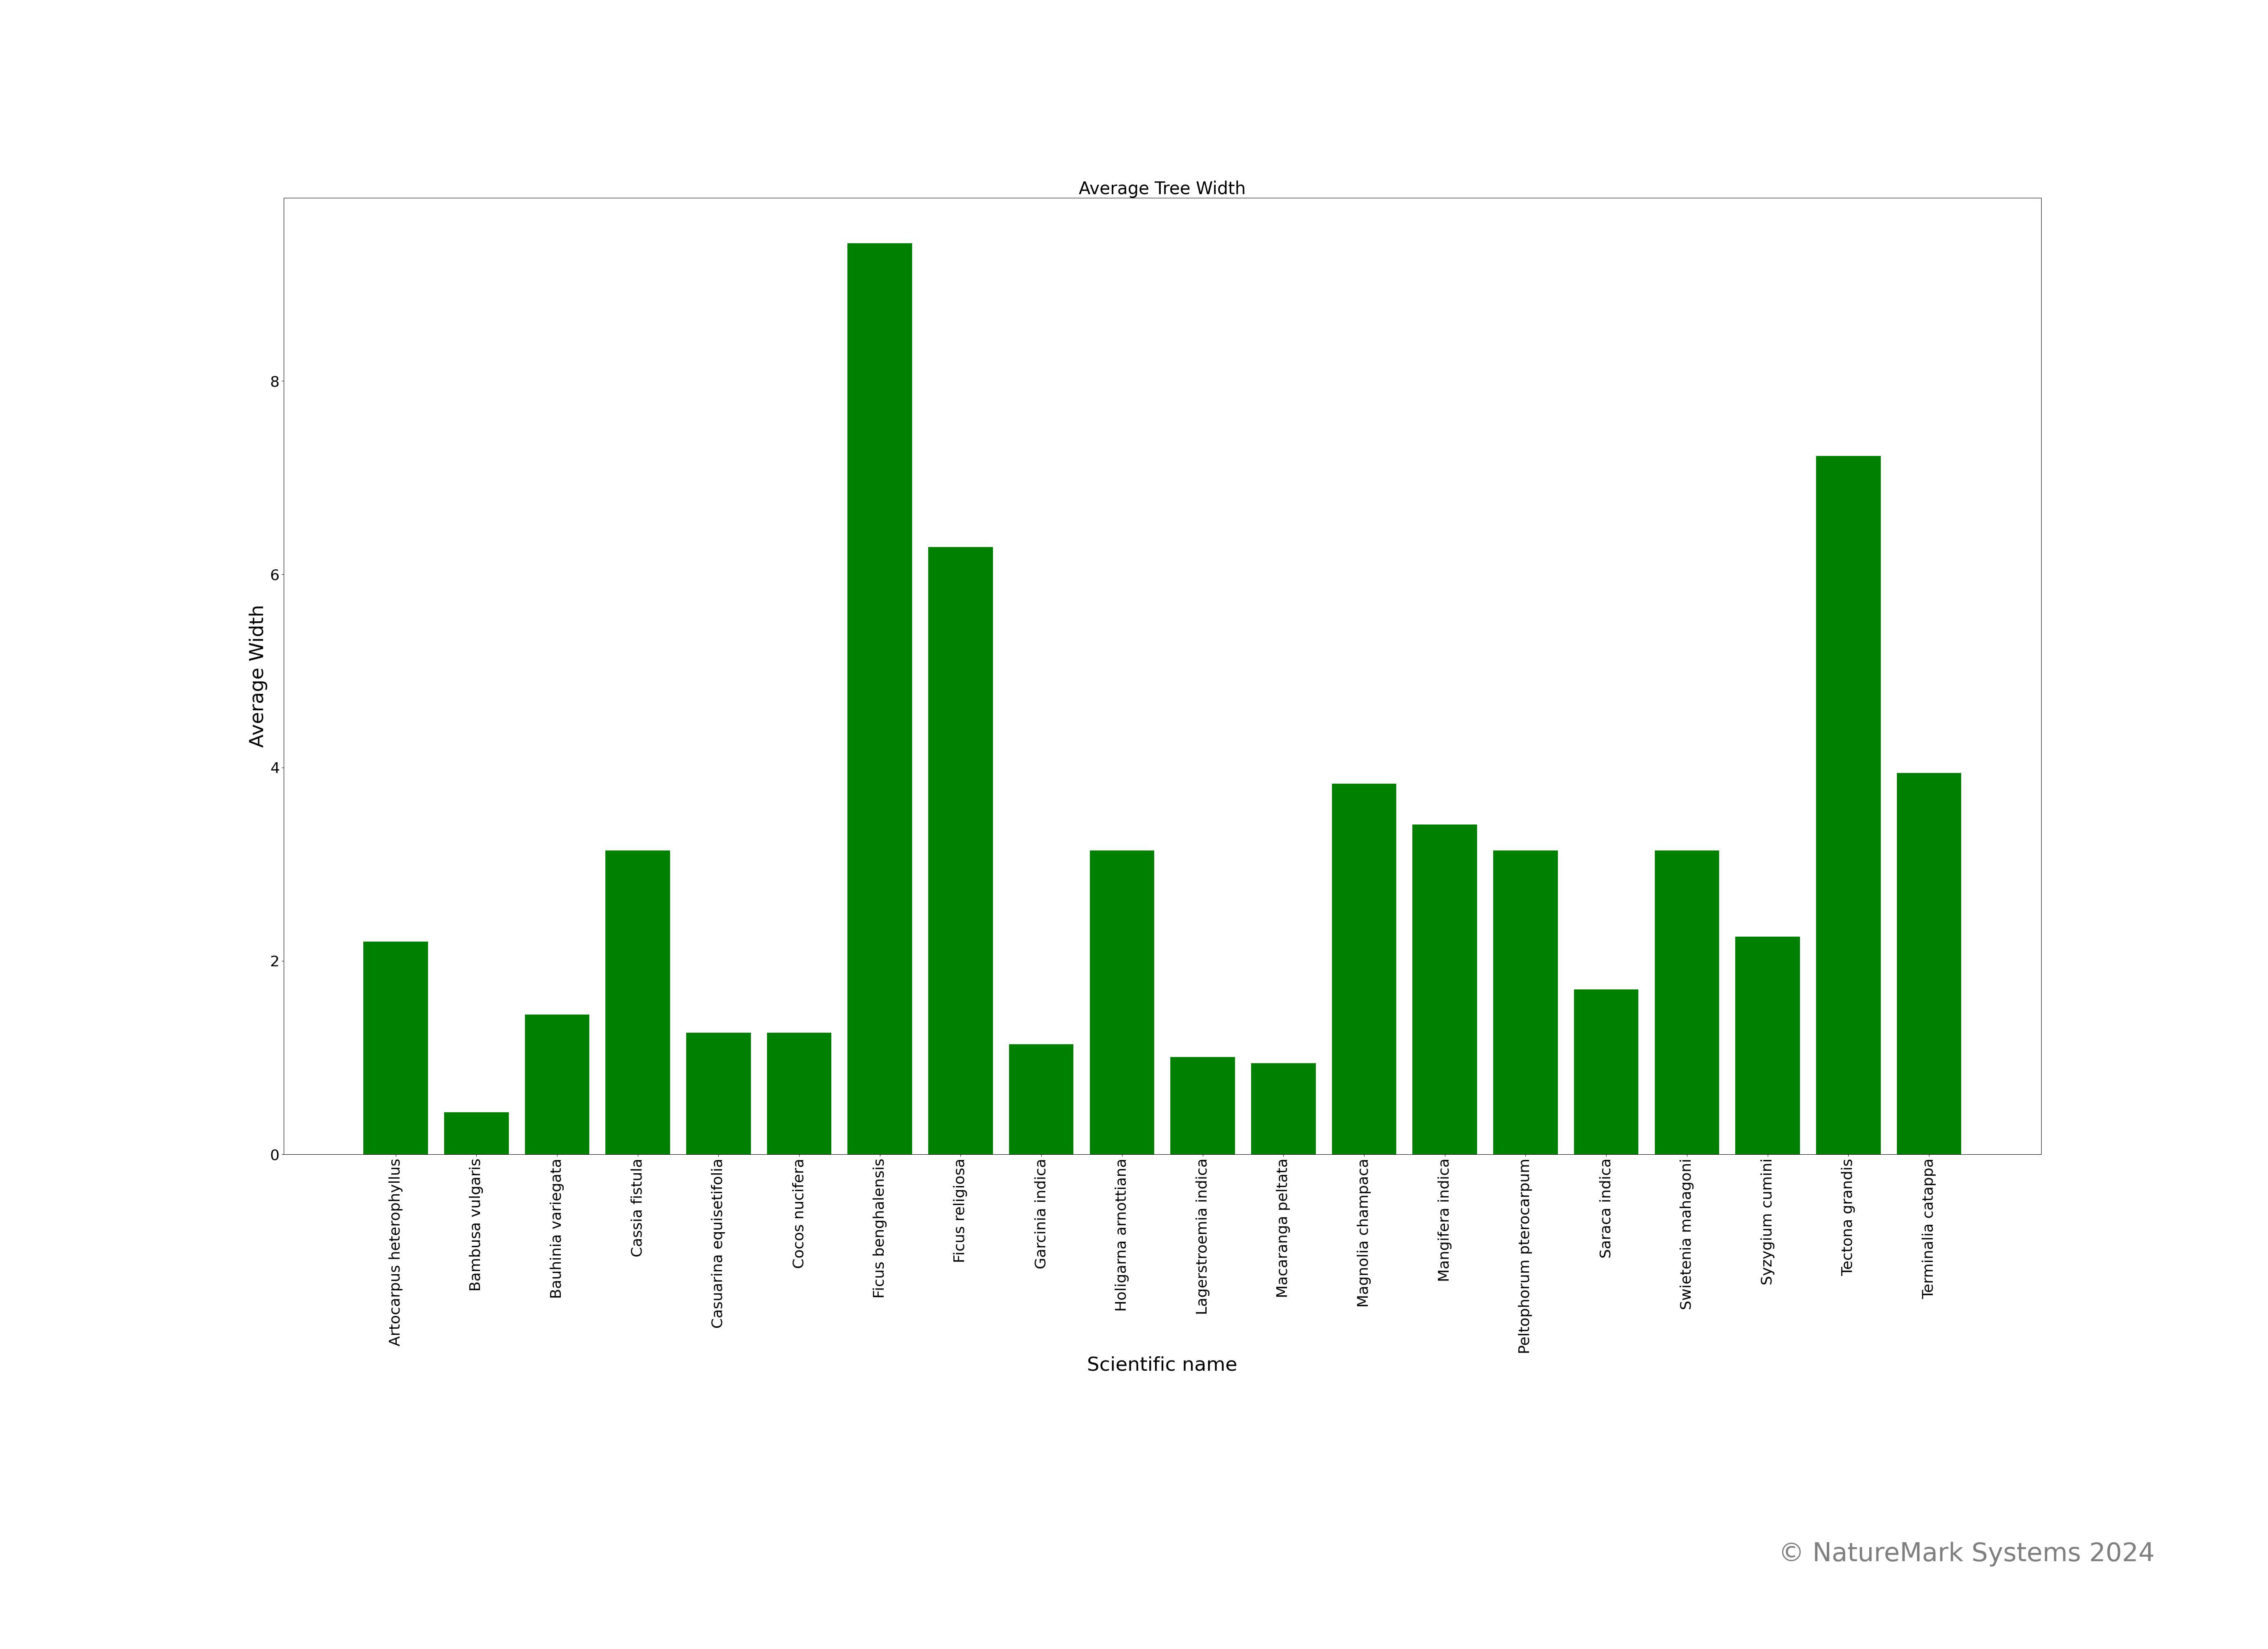 Average Tree Width
Average Width
8
6
4
2
0
Artocarpus heterophyllus
Bambusa vulgaris
Bauhinia variegata
Cassia fistula
Casuarina equisetifolia
Cocos nucifera
Ficus benghalensis
Ficus religiosa
Garcinia indica
Holigarna arnottiana
Lagerstroemia indica
Macaranga peltata
Magnolia champaca
Mangifera indica
Peltophorum pterocarpum
Saraca indica
Swietenia mahagoni
Syzygium cumini
Tectona grandis
Terminalia catappa
Scientific name
© NatureMark Systems 2024